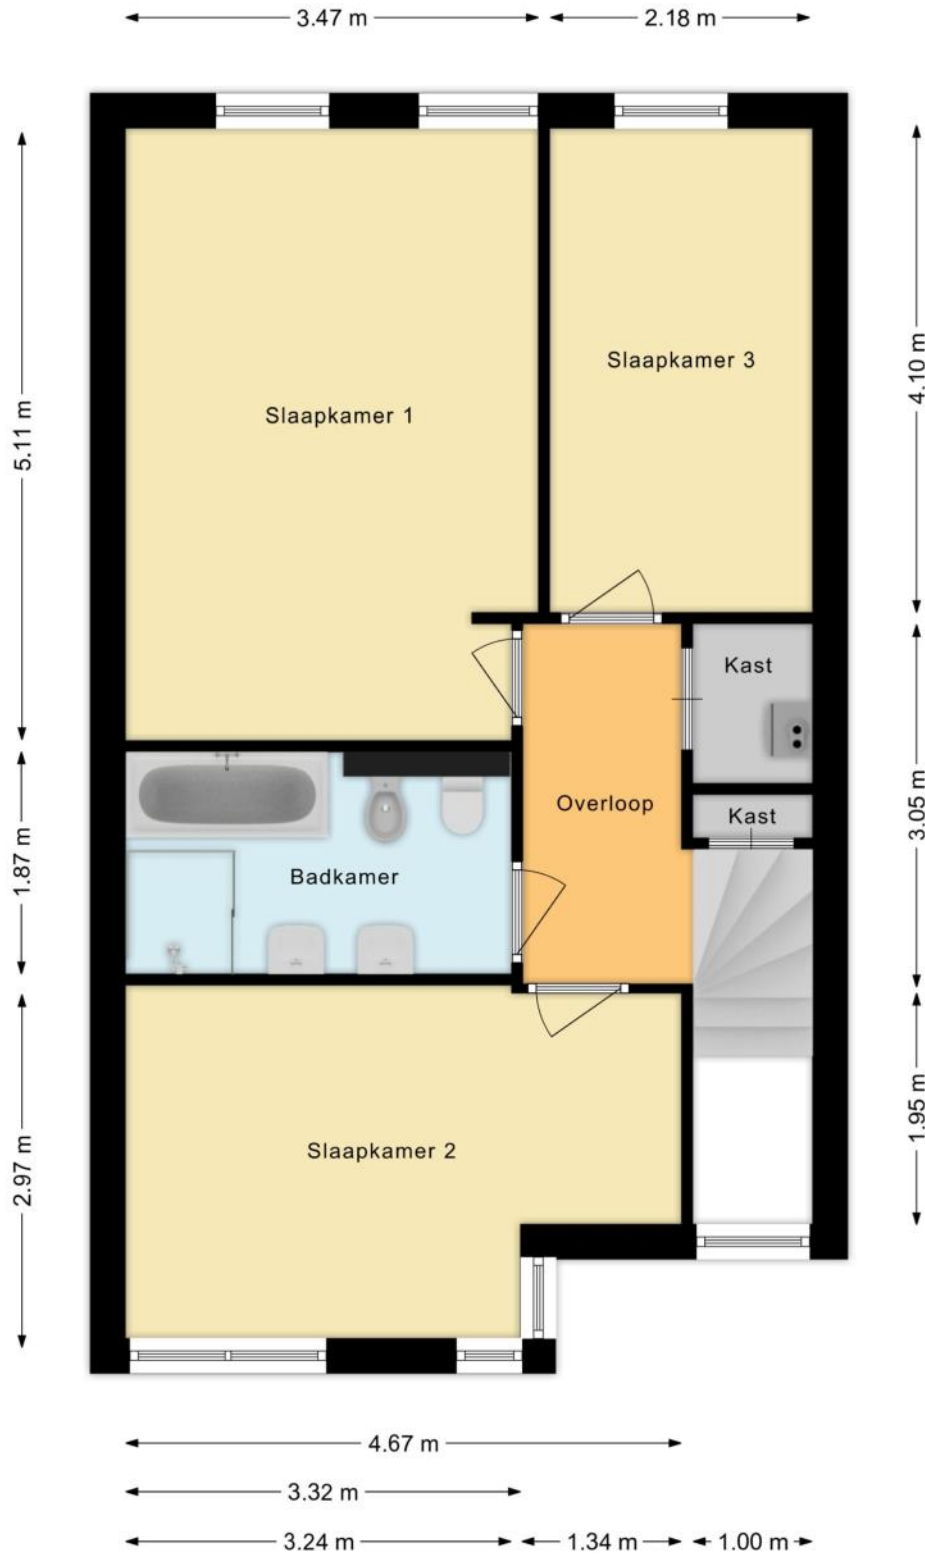 3.47 m
2.18 m
4.10 m
Slaapkamer 3
Slaapkamer 1
5.11 m
Kast
Overloop
Kast
3.05 m
1.87 m
Badkamer
1.95 m
Slaapkamer 2
2.97 m
4.67 m
3.32 m
3.24 m
1.34 m
1.00 m